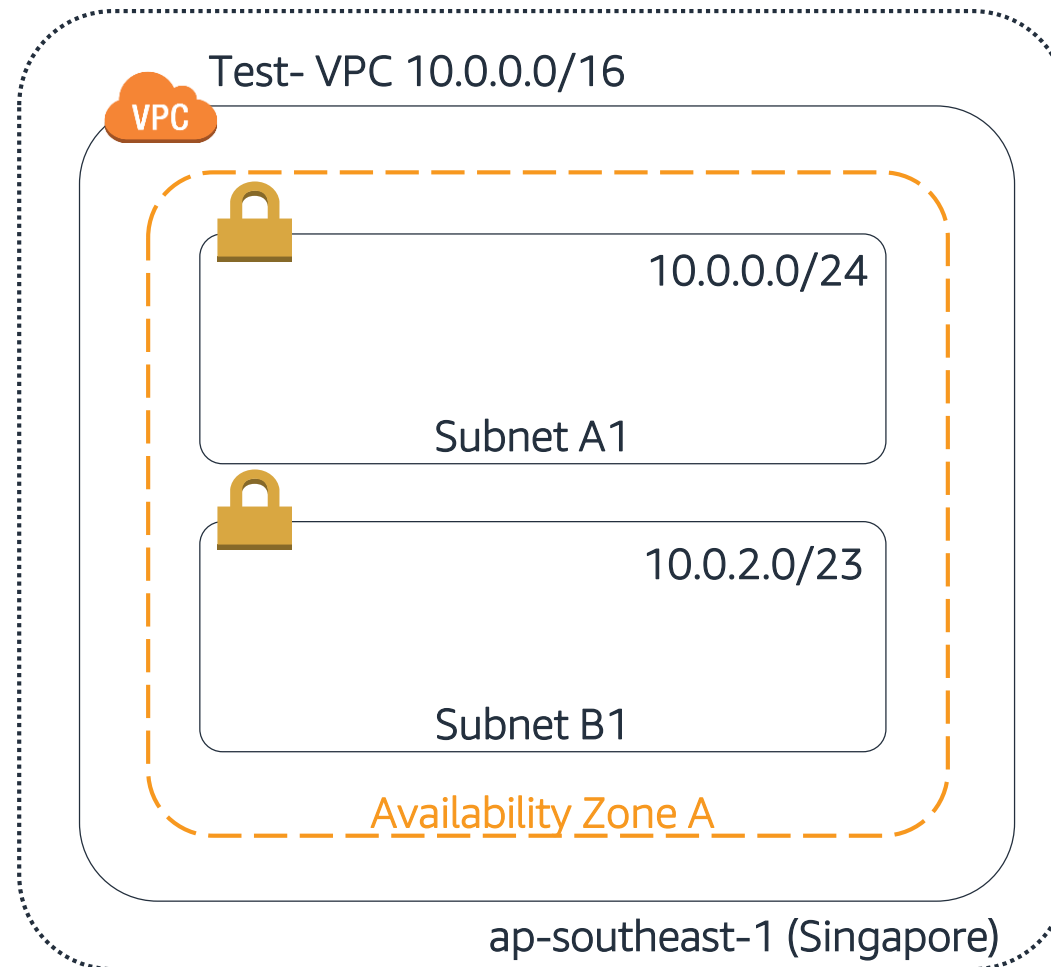 Test- VPC 10.0.0.0/16
VPC
10.0.0.0/24
Subnet A1
10.0.2.0/23
Subnet B1
Availability Zone A
ap-southeast-1 (Singapore)